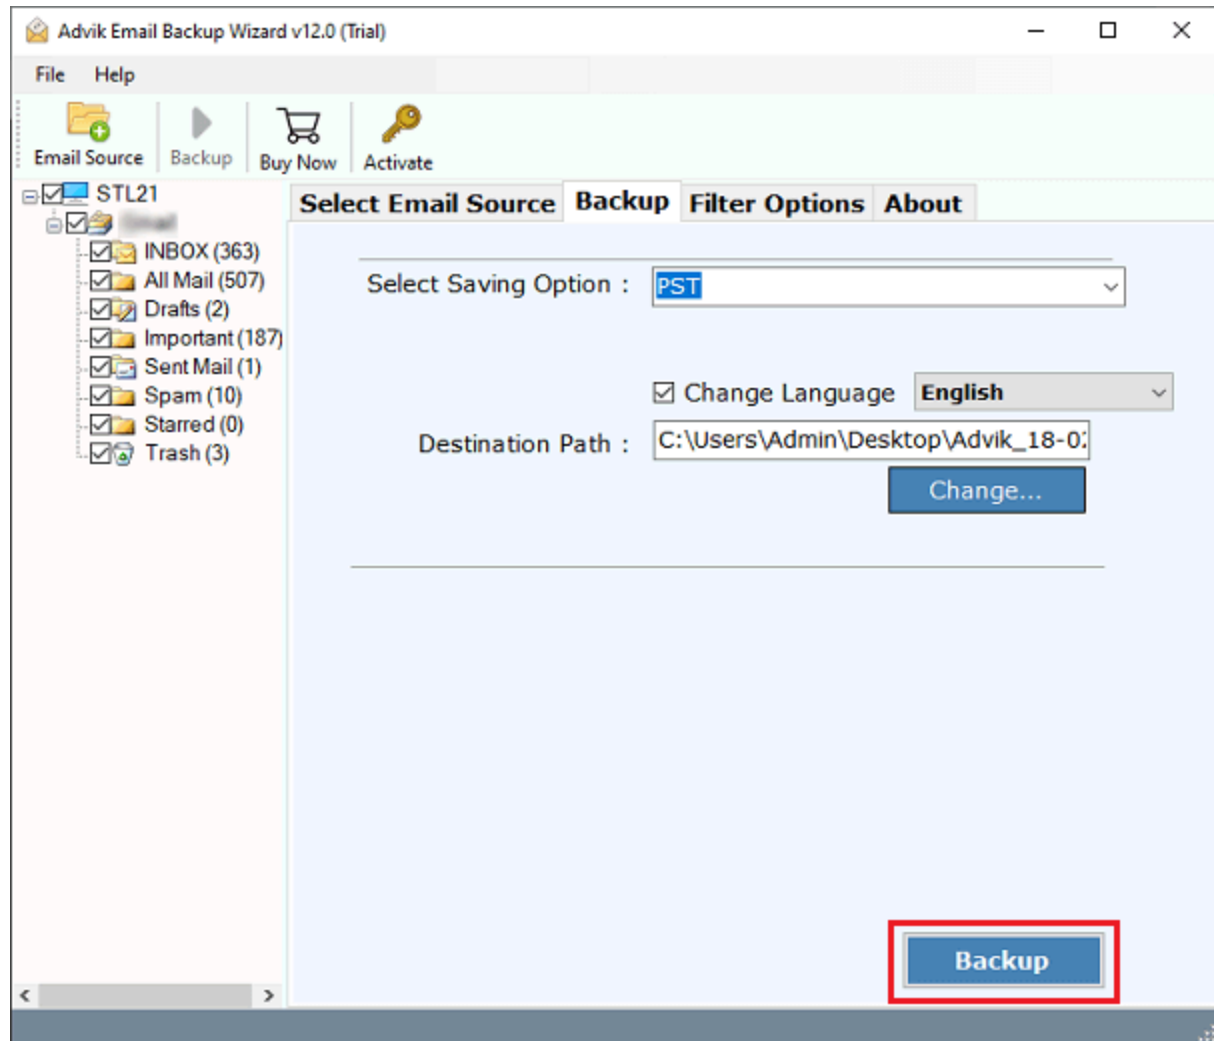 Advik Email Backup Wizard v12.0 (Trial)
File Help
Email Source Backup Buy Now Activate
STL21
INBOX (363)
All Mail (507)
Drafts (2)
Important (187)
Sent Mail (1)
Spam (10)
Starred (0)
Trash (3)
Select Email Source Backup Filter Options About
Select Saving Option : PST
Change Language English
Destination Path : C:\Users\Admin\Desktop\Advik_18-02
Change...
Backup